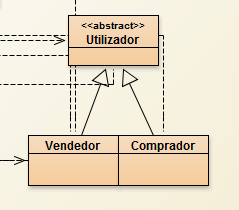 <<abstract>>
Utilizador
Vendedor
Comprador